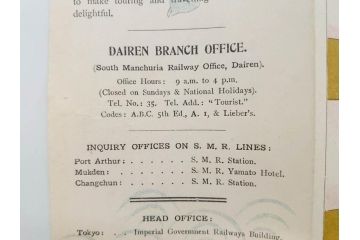 to make touring and
delightful,
DAIREN BRANCH OFFICE.
(South Manchuria Railway Office, Dairen).
Office Hours: 9 a.m. to 4 p.m.
(Closed on Sundays & National Holidays).
Tel. No.: 35. Tel. Add.: "Tourist."
Codes: A.B.C. 5th Ed., A. 1, & Lieber's.
INQUIRY OFFICES ON S. M. R. LINES:
Port Arthur: . . . . . . S. M. R. Station.
Mukden: . . . . . S. M. R. Yamato Hotel.
Changchun: . . . . . . S. M. R. Station.
HEAD OFFICE:
Tokyo: . . Imperial Government Railways Building.